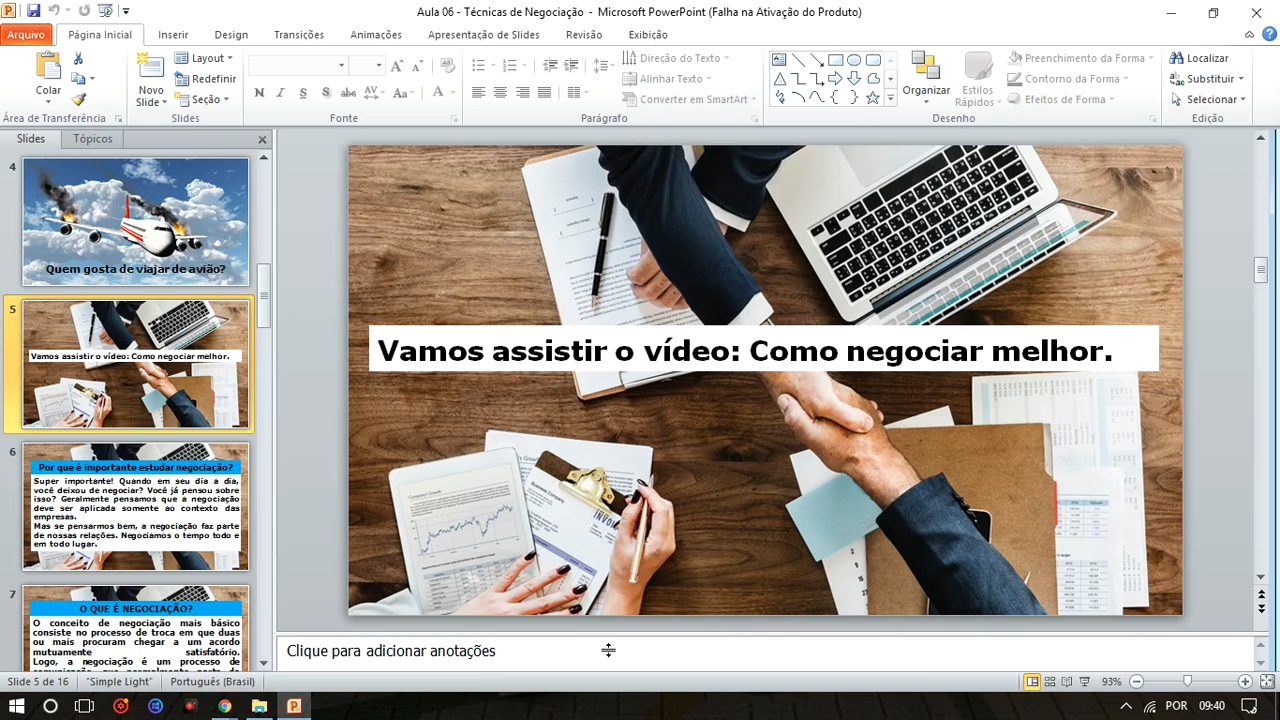 Aula 06 - Técnicas de Negociação - Microsoft PowerPoint (Falha na Ativação do Produto)
Arquivo
Página Inicial
Inserir
Design
Transições
Animações
Apresentação de Slides
Revisão
Exibição
Colar
Área de Transferência
Novo
Slide
Layout
Redefinir
Seção
Slides
N I S S abc AV Aa A
Fonte
Direção do Texto
Alinhar Texto
Converter em SmartArt
Parágrafo
Organizar
Estilos
Rápidos
Preenchimento da Forma
Contorno da Forma
Efeitos de Forma
Desenho
Localizar
Substituir
Selecionar
Edição
Slides
Tópicos
4
Quem gosta de viajar de avião?
5
Vamos assistir o vídeo: Como negociar melhor.
6
Por que é importante estudar negociação?
Super importante! Quando em seu dia a dia,
você deixou de negociar? Você já pensou sobre
isso? Geralmente pensamos que a negociação
deve ser aplicada somente ao contexto das
empresas.
Mas se pensarmos bem, a negociação faz parte
de nossas relações. Negociamos o tempo todo e
em todo lugar.
7
O QUE É NEGOCIAÇÃO?
O conceito de negociação mais básico
consiste no processo de troca em que duas
ou mais procuram chegar a um acordo
mutuamente satisfatório.
Logo, a negociação é um processo de
Vamos assistir o vídeo: Como negociar melhor.
Clique para adicionar anotações
Slide 5 de 16
"Simple Light"
Português (Brasil)
93%
POR
09:40